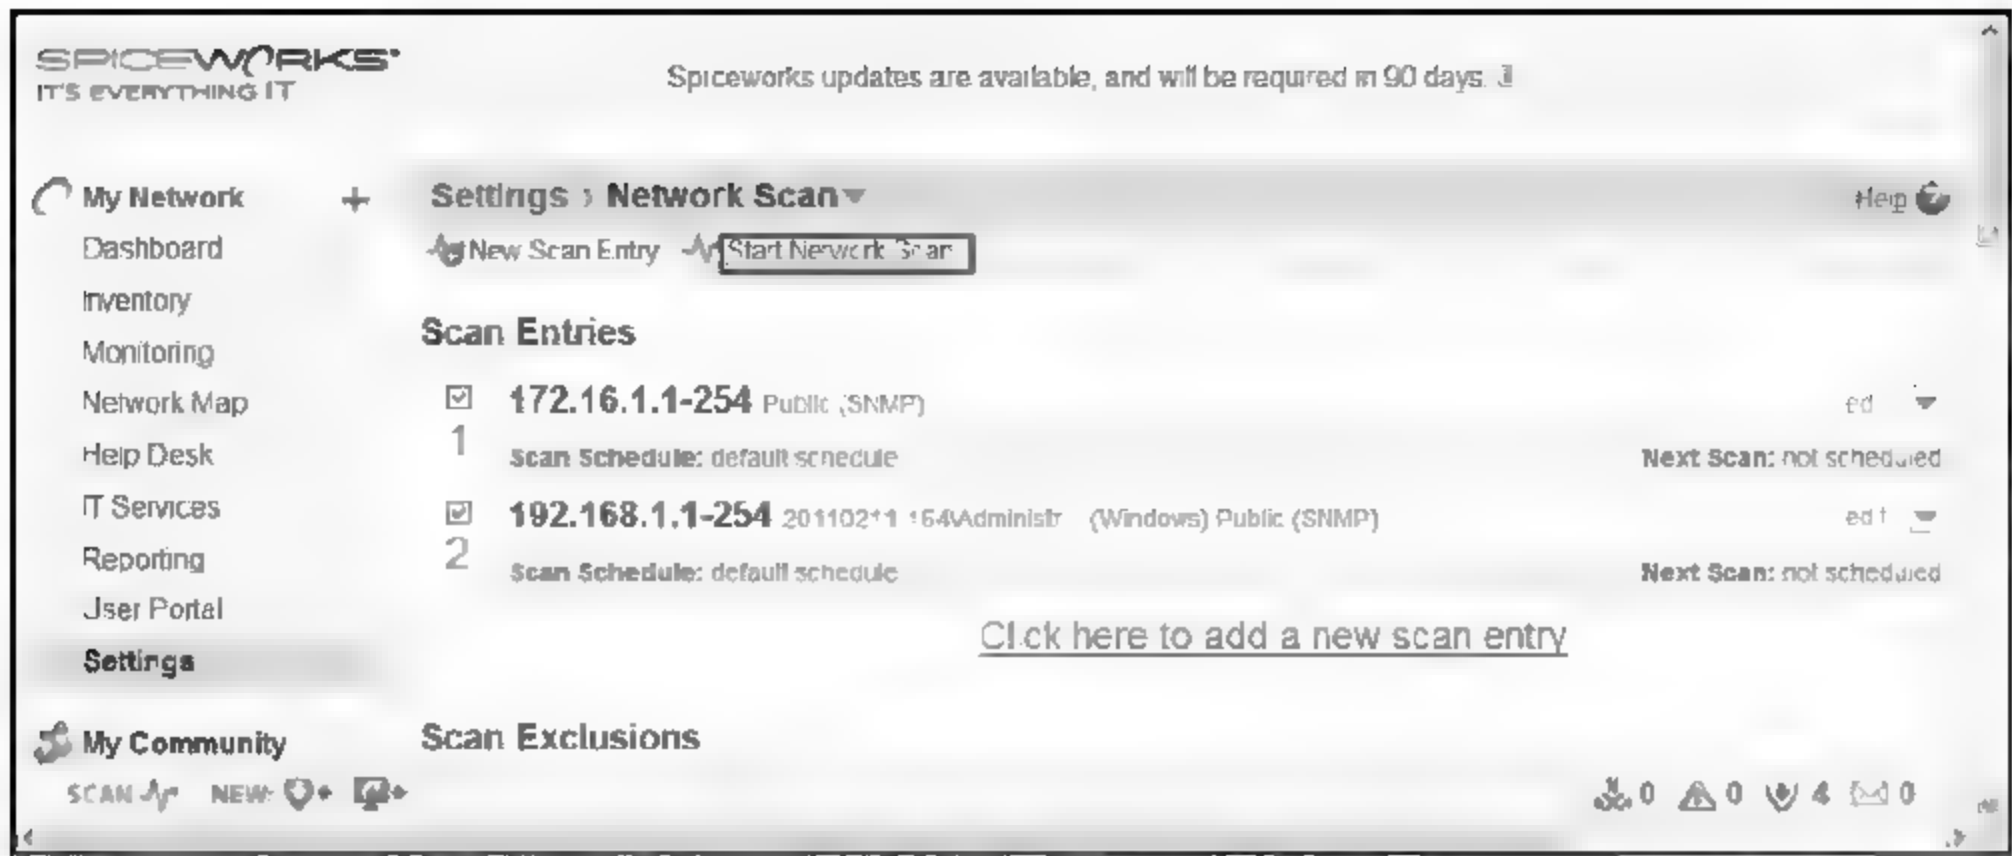 SPICEWORKS
IT'S EVERYTHING IT
Spiceworks updates are available, and will be required in 90 days.
My Network +
Dashboard
Inventory
Monitoring
Network Map
Help Desk
IT Services
Reporting
User Portal
Settings
My Community
SCAN NEW:
Settings › Network Scan
Help
New Scan Entry Start Network Scan
Scan Entries
172.16.1.1-254 Public (SNMP)
1
Scan Schedule: default schedule
Next Scan: not scheduled
192.168.1.1-254 (Windows) Public (SNMP)
2
Scan Schedule: default schedule
Next Scan: not scheduled
Click here to add a new scan entry
Scan Exclusions
0 0 4 0